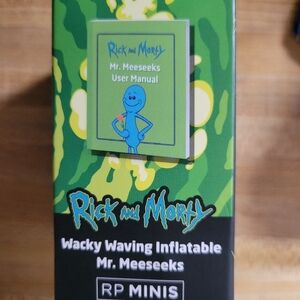 Rick and Morty
Mr. Meeseeks
User Manual
Rick and Morty
Wacky Waving Inflatable
Mr. Meeseeks
RP MINIS